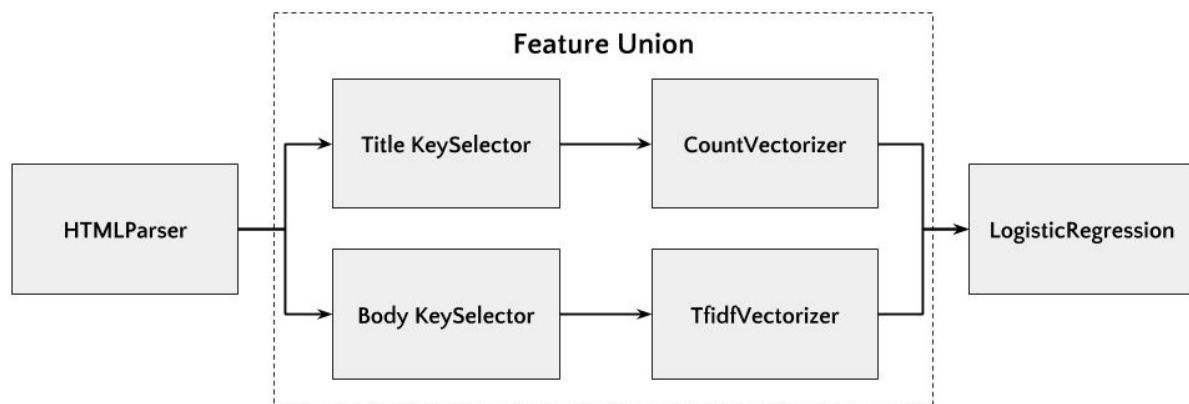 Feature Union
Title KeySelector
CountVectorizer
HTMLParser
LogisticRegression
Body KeySelector
TfidfVectorizer